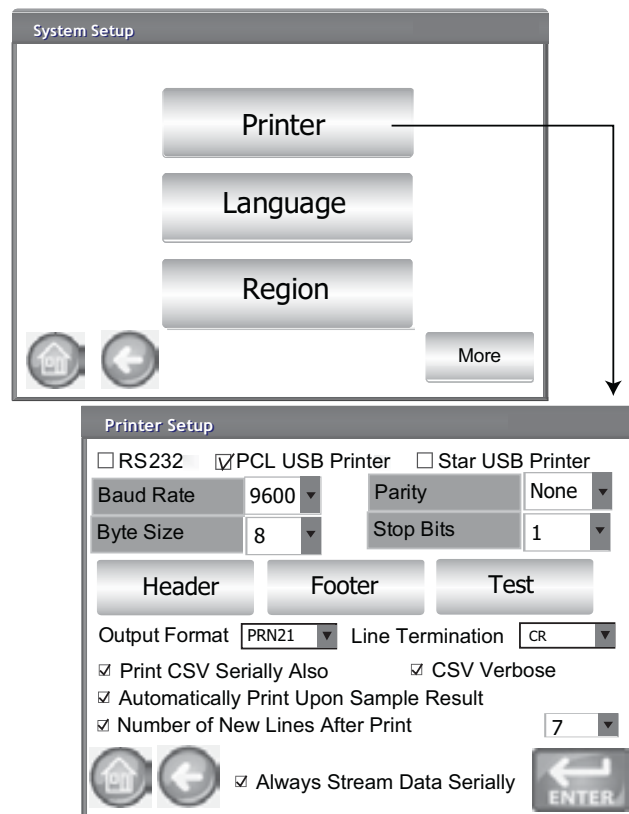 System Setup
Printer
Language
Region
More
Printer Setup
RS232 PCL USB Printer Star USB Printer
Baud Rate 9600 Parity None
Byte Size 8 Stop Bits 1
Header Footer Test
Output Format PRN21 Line Termination CR
Print CSV Serially Also CSV Verbose
Automatically Print Upon Sample Result
Number of New Lines After Print 7
Always Stream Data Serially ENTER